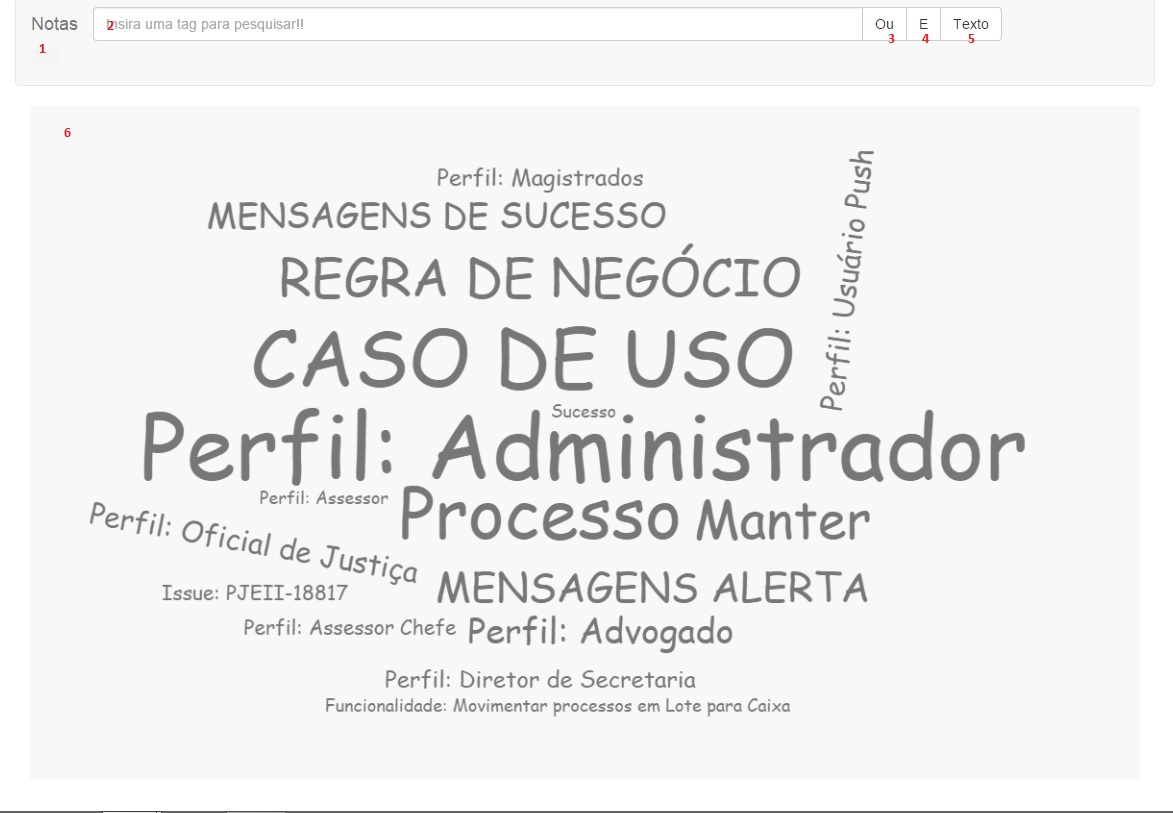 Notas
Insira uma tag para pesquisar!!
Ou
E
Texto
1
2
3
4
5
6
Perfil: Magistrados
Perfil: Usuário Push
MENSAGENS DE SUCESSO
REGRA DE NEGÓCIO
CASO DE USO
Sucesso
Perfil: Administrador
Perfil: Assessor
Processo
Manter
Perfil: Oficial de Justiça
Issue: PJEII-18817
MENSAGENS ALERTA
Perfil: Assessor Chefe
Perfil: Advogado
Perfil: Diretor de Secretaria
Funcionalidade: Movimentar processos em Lote para Caixa